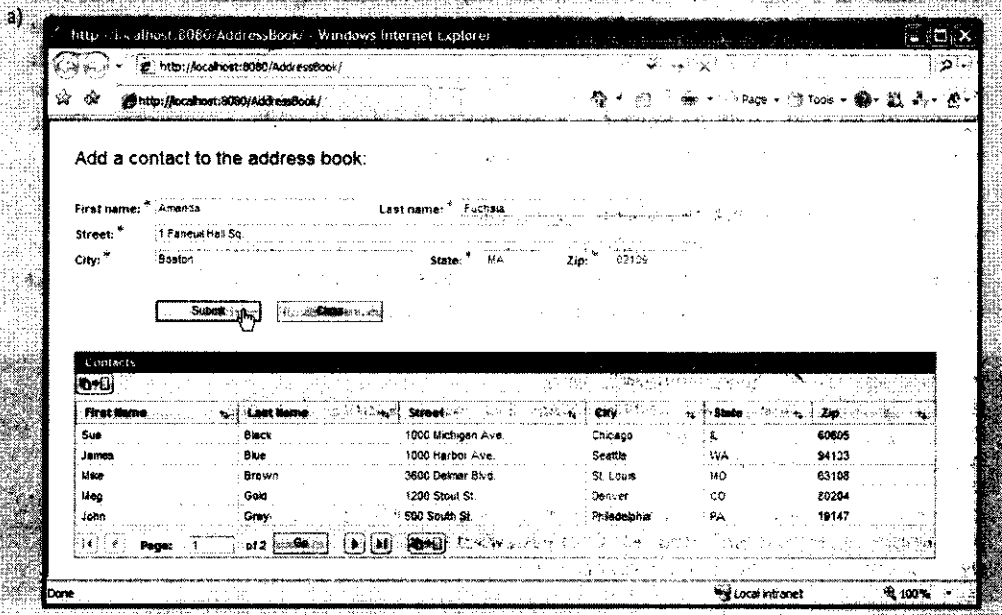 a)
http://localhost:8080/AddressBook/ - Windows Internet Explorer
http://localhost:8080/AddressBook/
http://localhost:8080/AddressBook/ Page Tools
Add a contact to the address book:
First name: * Amanda Last name: * Fuchsia
Street: * 1 Faneuil Hall Sq.
City: * Boston State: * MA Zip: * 02109
Submit Clear
Contacts
First Name Last Name Street City State Zip
Sue Black 1000 Michigan Ave. Chicago IL 60605
James Blue 1000 Harbor Ave. Seattle WA
Mike Brown 3600 Delmar Blvd. St. Louis MO 63108
Meg Gold 1200 Stout St. Denver CO 80204
John Gray 500 South St. Philadelphia PA 19147
Page: 1 of 2 Go
Done Local intranet 100%